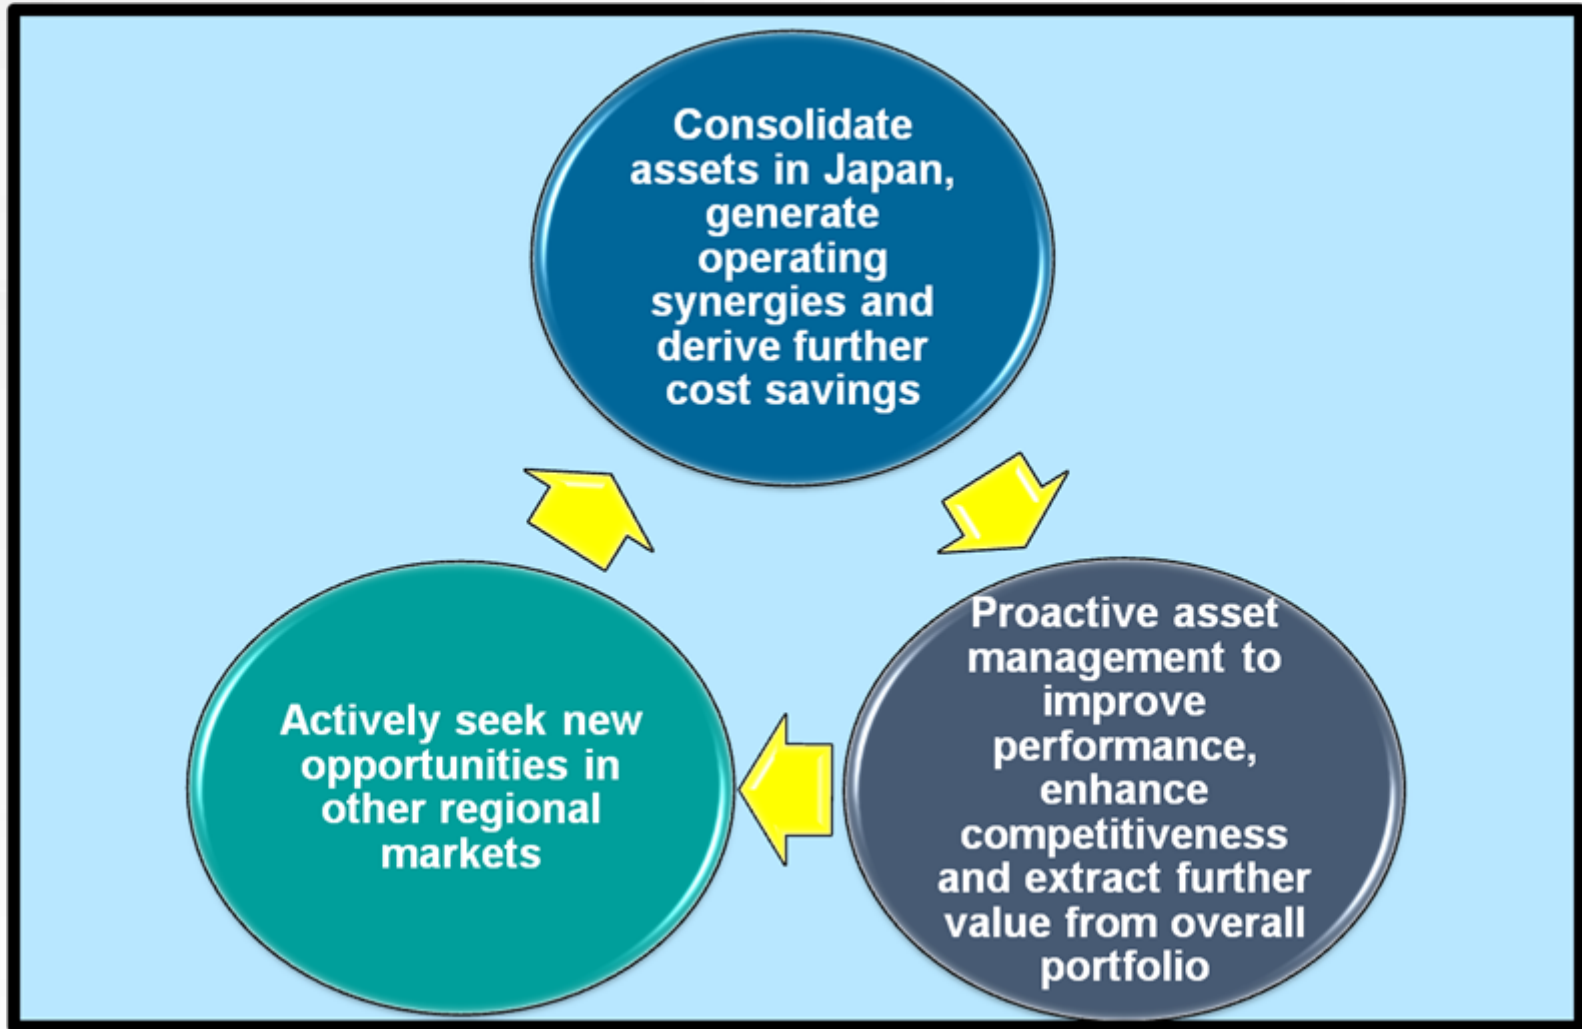 Consolidate
assets in Japan,
generate
operating
synergies and
derive further
cost savings
Proactive asset
management to
improve
performance,
enhance
competitiveness
and extract further
value from overall
portfolio
Actively seek new
opportunities in
other regional
markets